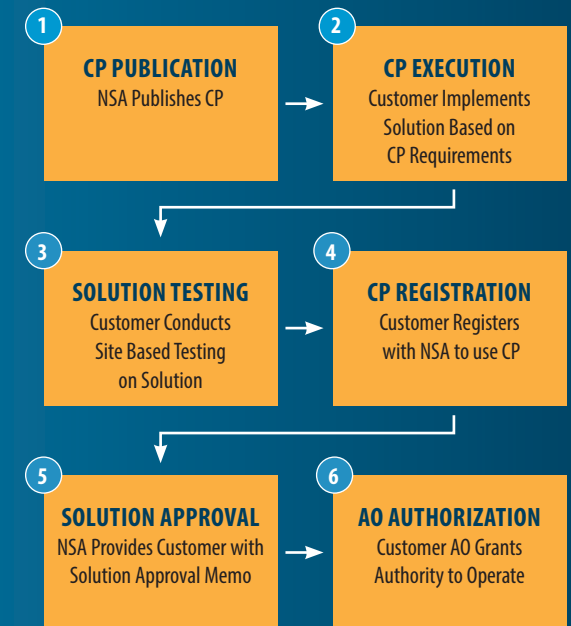 1
CP PUBLICATION
NSA Publishes CP
2
CP EXECUTION
Customer Implements
Solution Based on
CP Requirements
3
SOLUTION TESTING
Customer Conducts
Site Based Testing
on Solution
4
CP REGISTRATION
Customer Registers
with NSA to use CP
5
SOLUTION APPROVAL
NSA Provides Customer with
Solution Approval Memo
6
AO AUTHORIZATION
Customer AO Grants
Authority to Operate